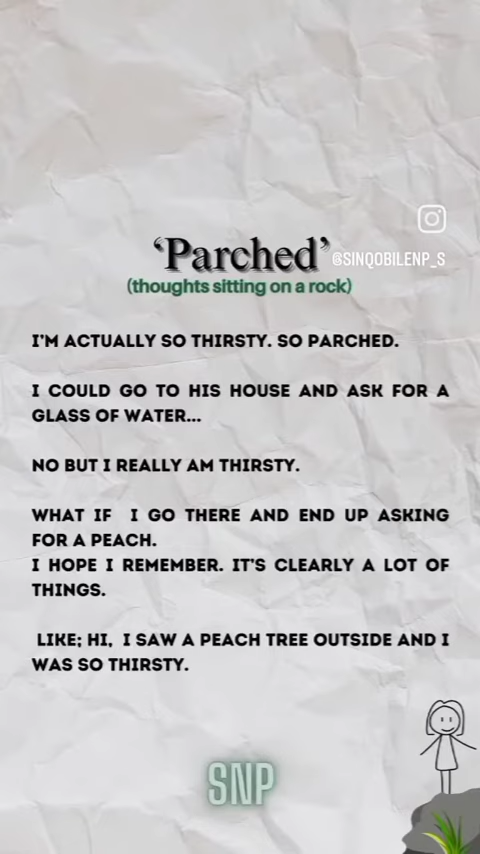 ‘Parched’
@SINQOBILENP_S
(thoughts sitting on a rock)
I’M ACTUALLY SO THIRSTY. SO PARCHED.
I COULD GO TO HIS HOUSE AND ASK FOR A
GLASS OF WATER...
NO BUT I REALLY AM THIRSTY.
WHAT IF I GO THERE AND END UP ASKING
FOR A PEACH.
I HOPE I REMEMBER. IT’S CLEARLY A LOT OF
THINGS.
LIKE; HI, I SAW A PEACH TREE OUTSIDE AND I
WAS SO THIRSTY.
SNP